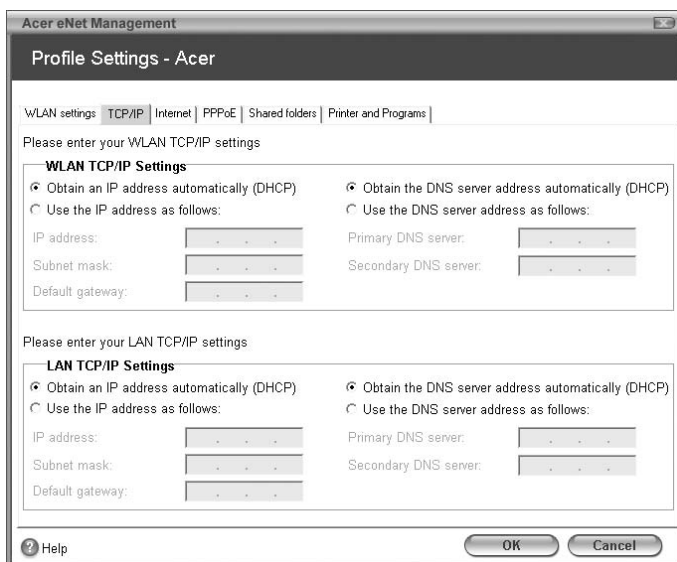 Acer eNet Management
Profile Settings - Acer
WLAN settings TCP/IP Internet PPPoE Shared folders Printer and Programs
Please enter your WLAN TCP/IP settings
WLAN TCP/IP Settings
Obtain an IP address automatically (DHCP) Obtain the DNS server address automatically (DHCP)
Use the IP address as follows: Use the DNS server address as follows:
IP address: . . . Primary DNS server: . . .
Subnet mask: . . . Secondary DNS server: . . .
Default gateway: . . .
Please enter your LAN TCP/IP settings
LAN TCP/IP Settings
Obtain an IP address automatically (DHCP) Obtain the DNS server address automatically (DHCP)
Use the IP address as follows: Use the DNS server address as follows:
IP address: . . . Primary DNS server: . . .
Subnet mask: . . . Secondary DNS server: . . .
Default gateway: . . .
? Help OK Cancel